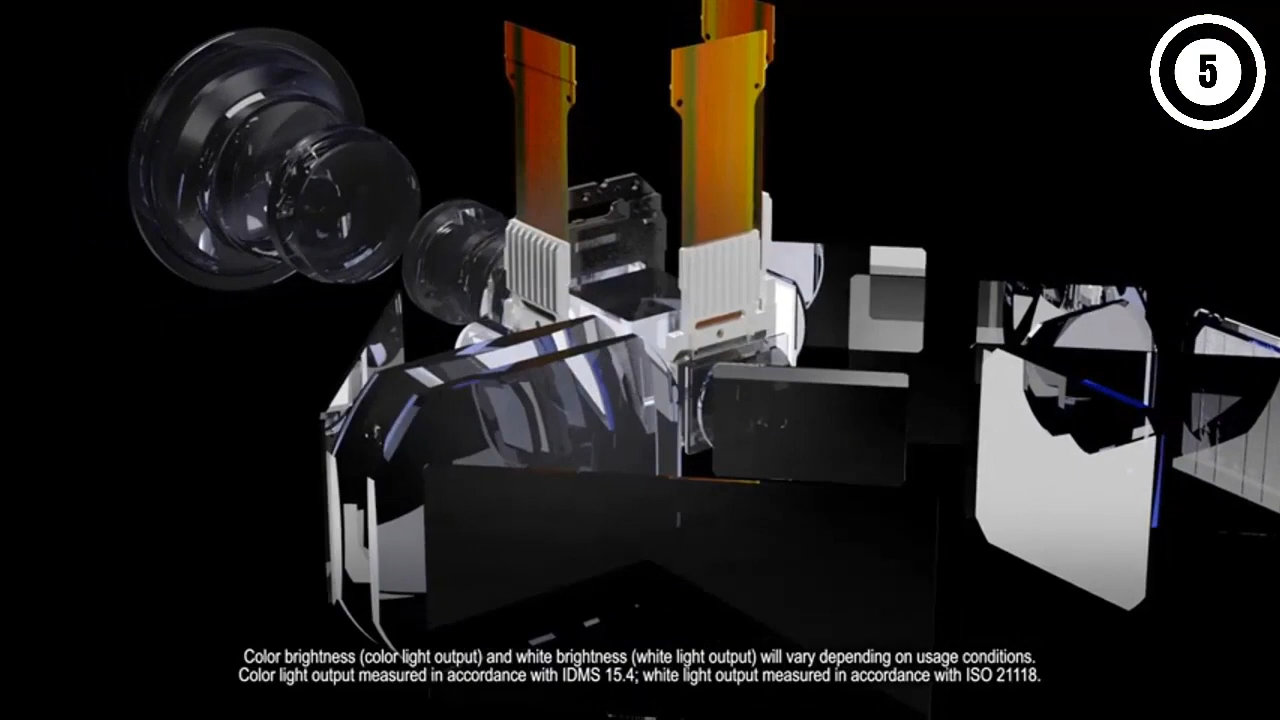 5
Color brightness (color light output) and white brightness (white light output) will vary depending on usage conditions.
Color light output measured in accordance with IDMS 15.4; white light output measured in accordance with ISO 21118.